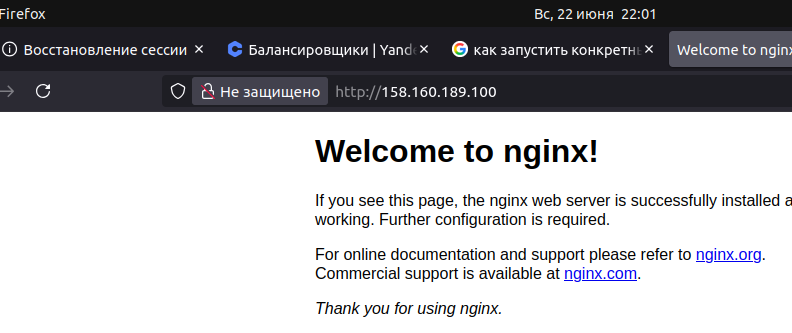 Firefox
Вс, 22 июня 22:01
Восстановление сессии
Балансировщики | Yand
как запустить конкретн
Welcome to nginx
Не защищено
http://158.160.189.100
Welcome to nginx!
If you see this page, the nginx web server is successfully installed a
working. Further configuration is required.
For online documentation and support please refer to nginx.org.
Commercial support is available at nginx.com.
Thank you for using nginx.